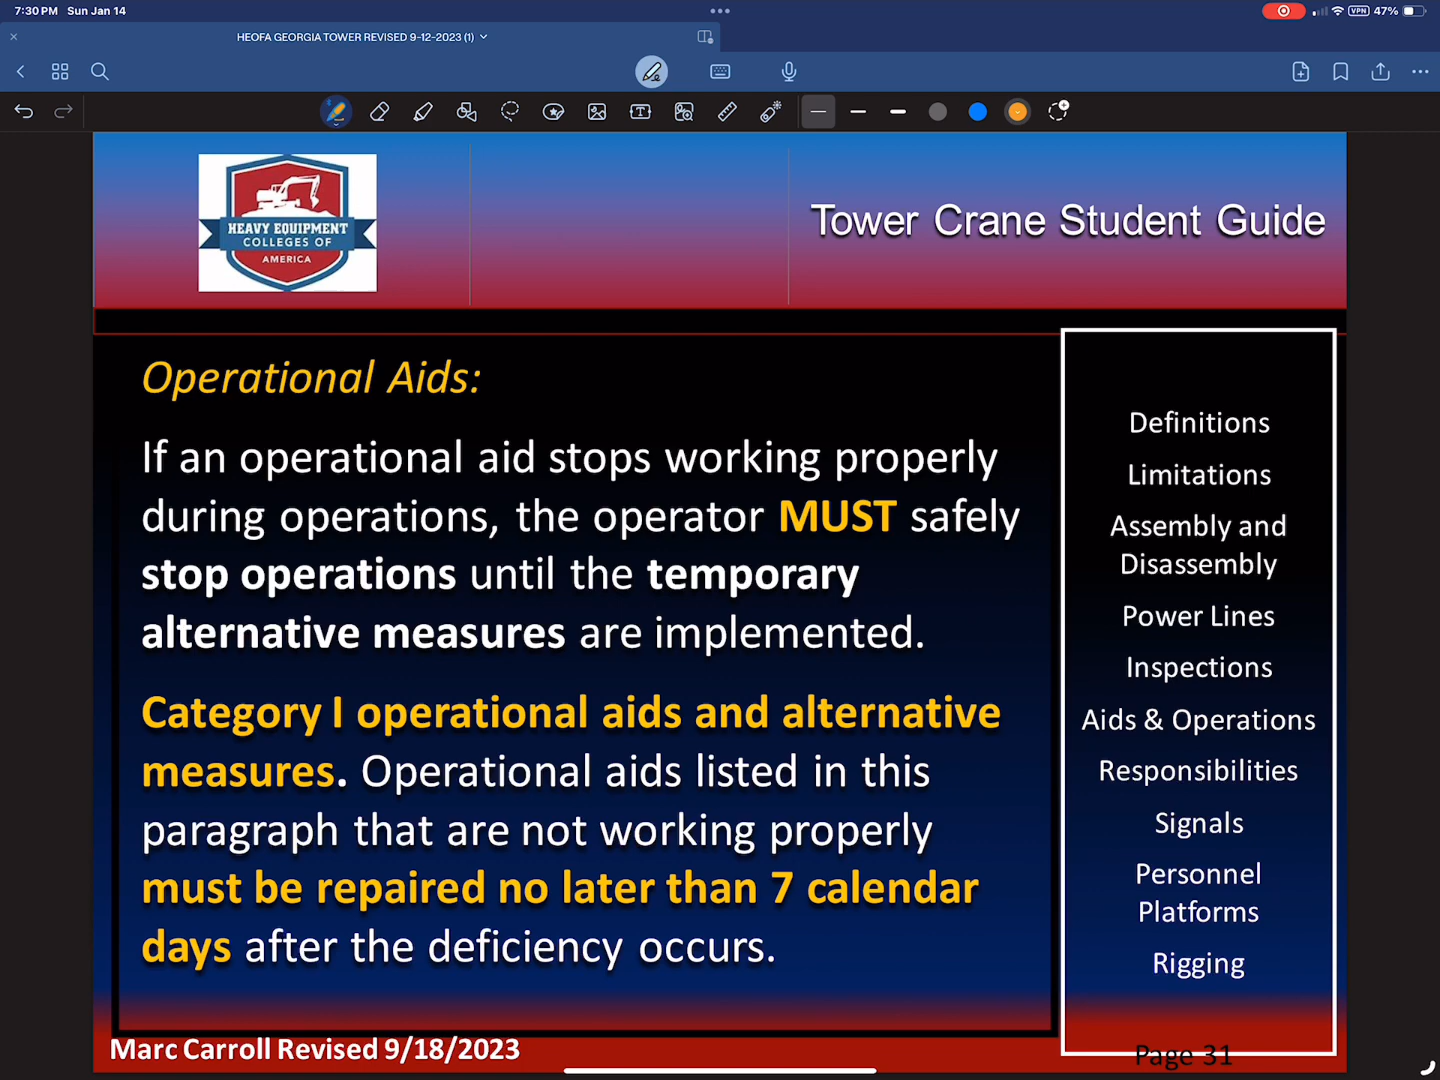 7:30 PM Sun Jan 14
VPN 47%
HEOFA GEORGIA TOWER REVISED 9-12-2023 (1)
HEAVY EQUIPMENT
COLLEGES OF
AMERICA
Tower Crane Student Guide
Operational Aids:
If an operational aid stops working properly
during operations, the operator MUST safely
stop operations until the temporary
alternative measures are implemented.
Category I operational aids and alternative
measures. Operational aids listed in this
paragraph that are not working properly
must be repaired no later than 7 calendar
days after the deficiency occurs.
Definitions
Limitations
Assembly and
Disassembly
Power Lines
Inspections
Aids & Operations
Responsibilities
Signals
Personnel
Platforms
Rigging
Marc Carroll Revised 9/18/2023
Page 31